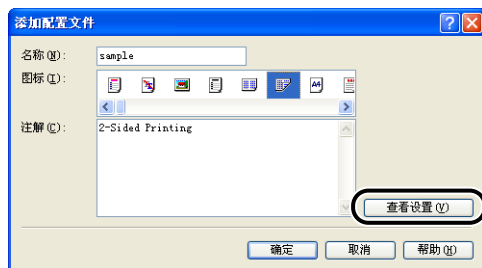 添加配置文件
名称(N):
sample
图标(I):
A4
注解(C):
2-Sided Printing
查看设置(V)
确定
取消
帮助(H)